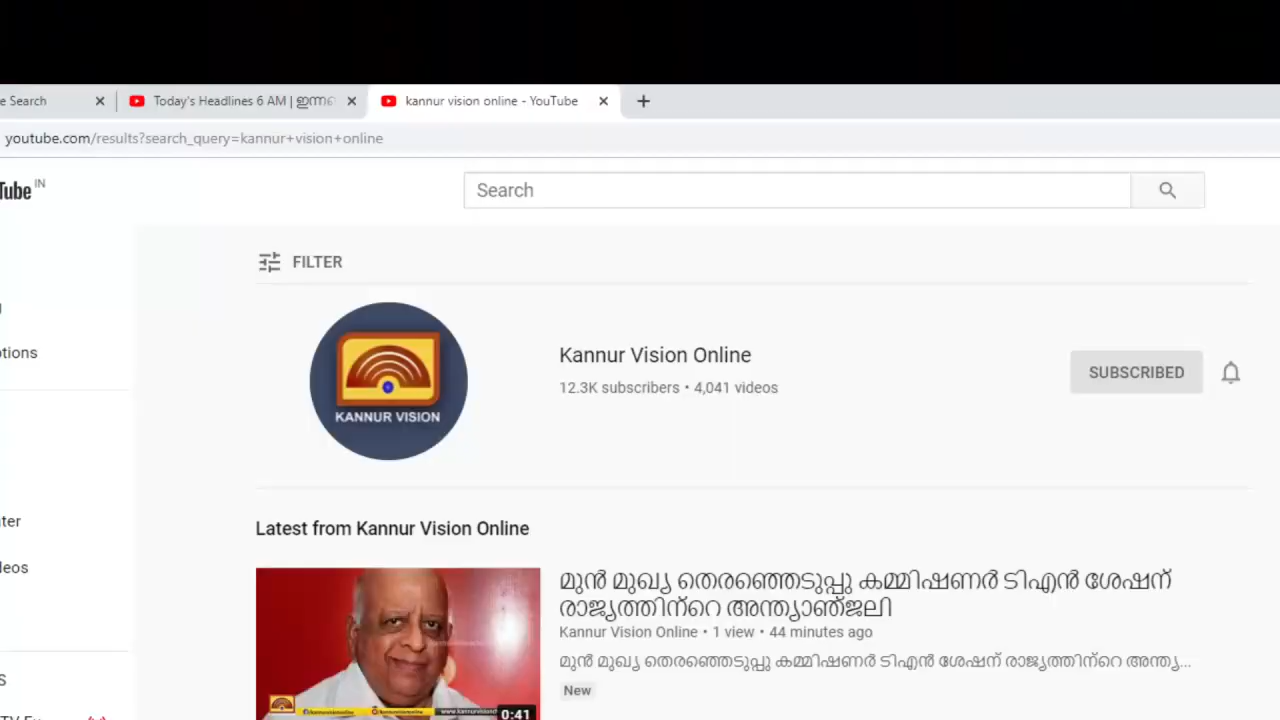 e Search
Today's Headlines 6 AM | ഇന്നെ
kannur vision online - YouTube
youtube.com/results?search_query=kannur+vision+online
Tube IN
Search
FILTER
KANNUR VISION
Kannur Vision Online
12.3K subscribers • 4,041 videos
SUBSCRIBED
otions
Latest from Kannur Vision Online
ter
leos
മുൻ മുഖ്യ തെരഞ്ഞെടുപ്പു കമ്മിഷണർ ടിഎൻ ശേഷന്
രാജ്യത്തിൻ്റെ അന്ത്യാഞ്ജലി
Kannur Vision Online • 1 view • 44 minutes ago
മുൻ മുഖ്യ തെരഞ്ഞെടുപ്പു കമ്മിഷണർ ടിഎൻ ശേഷന് രാജ്യത്തിൻ്റെ അന്ത്യ...
New
0:41
S